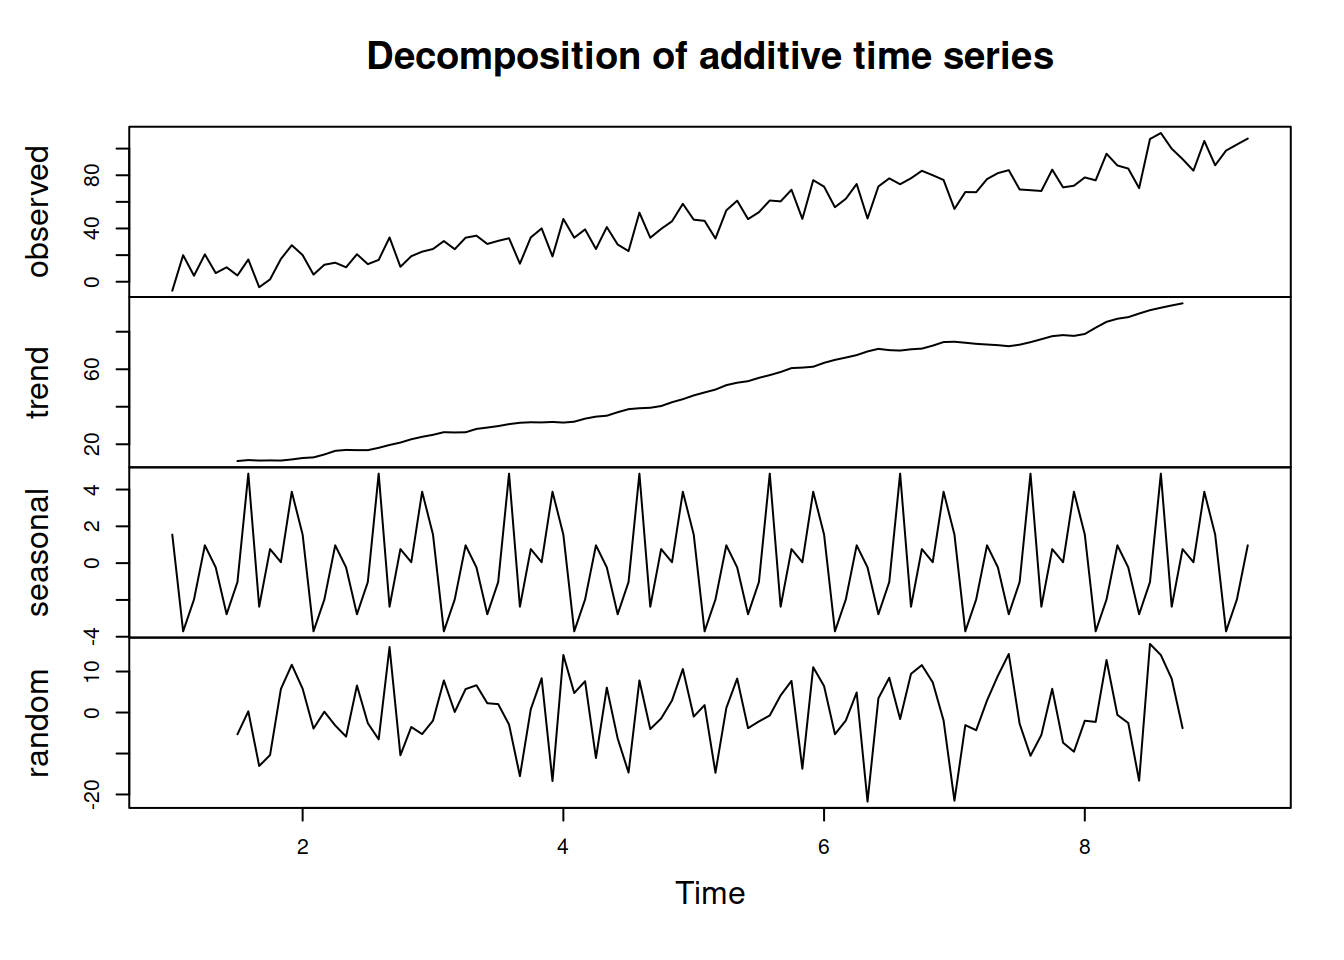 Decomposition of additive time series
observed
0 40 80
trend
20 60
seasonal
-4 0 2 4
random
-20 0 10
2 4 6 8
Time